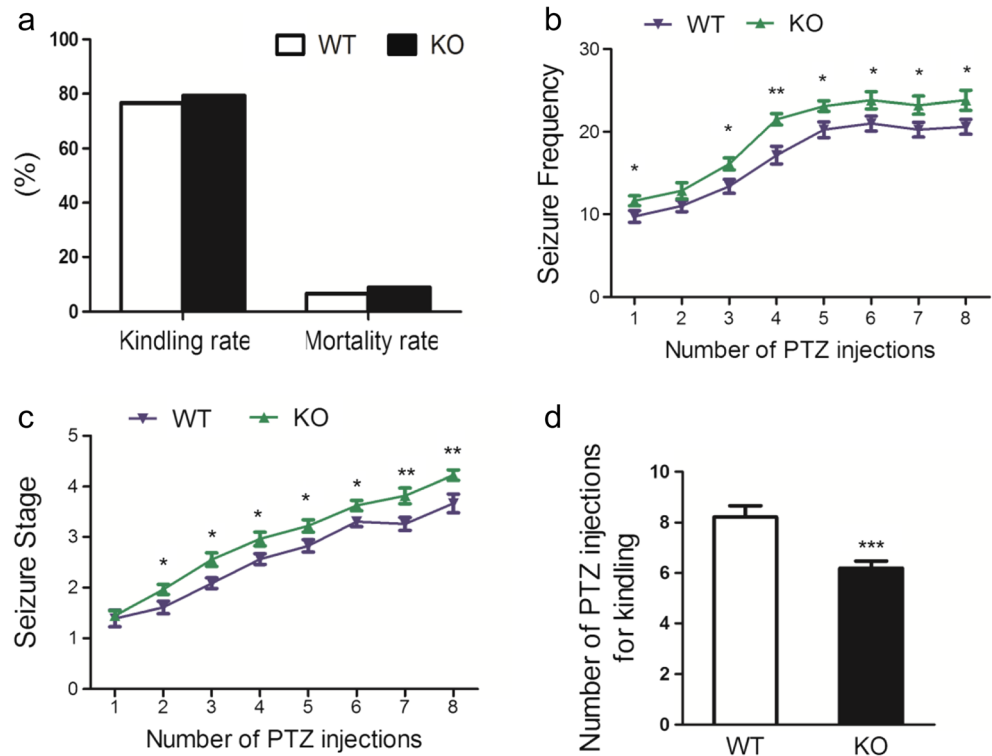 a
WT KO
100
80
60
40
20
0
(%)
Kindling rate Mortality rate
b
WT KO
30
20
10
0
Seizure Frequency
* * ** * * * *
1 2 3 4 5 6 7 8
Number of PTZ injections
c
WT KO
5
4
3
2
1
0
Seizure Stage
* * * * * ** **
1 2 3 4 5 6 7 8
Number of PTZ injections
d
10
8
6
4
2
0
Number of PTZ injections
for kindling
***
WT KO